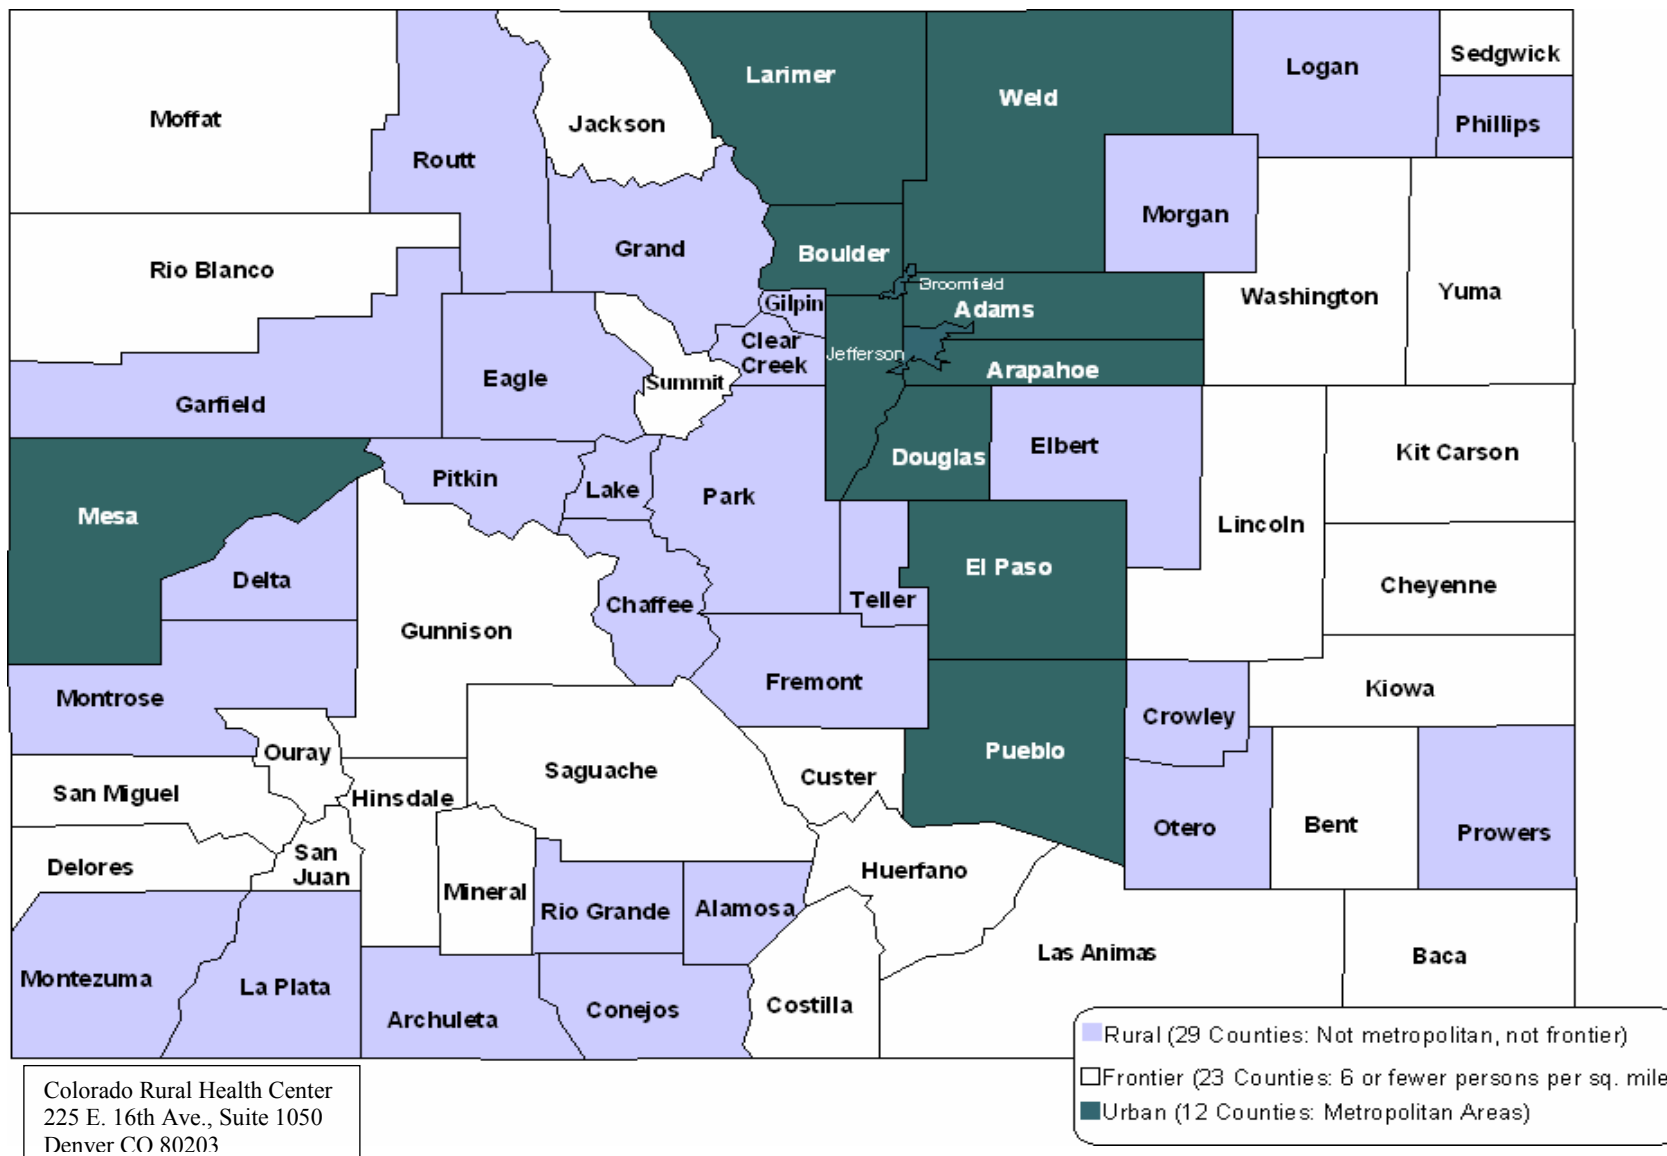 Larimer
Weld
Logan
Sedgwick
Phillips
Moffat
Jackson
Routt
Morgan
Grand
Boulder
Rio Blanco
Broomfield
Adams
Washington
Yuma
Gilpin
Clear
Creek
Jefferson
Arapahoe
Eagle
Summit
Garfield
Douglas
Elbert
Kit Carson
Pitkin
Lake
Park
Lincoln
Mesa
Delta
El Paso
Cheyenne
Teller
Chaffee
Gunnison
Fremont
Kiowa
Montrose
Crowley
Ouray
Pueblo
Saguache
Custer
San Miguel
Hinsdale
Otero
Bent
Prowers
Delores
San
Juan
Mineral
Huerfano
Rio Grande
Alamosa
Las Animas
Baca
Montezuma
La Plata
Archuleta
Conejos
Costilla
Rural (29 Counties: Not metropolitan, not frontier)
Frontier (23 Counties: 6 or fewer persons per sq. mile
Urban (12 Counties: Metropolitan Areas)
Colorado Rural Health Center
225 E. 16th Ave., Suite 1050
Denver CO 80203